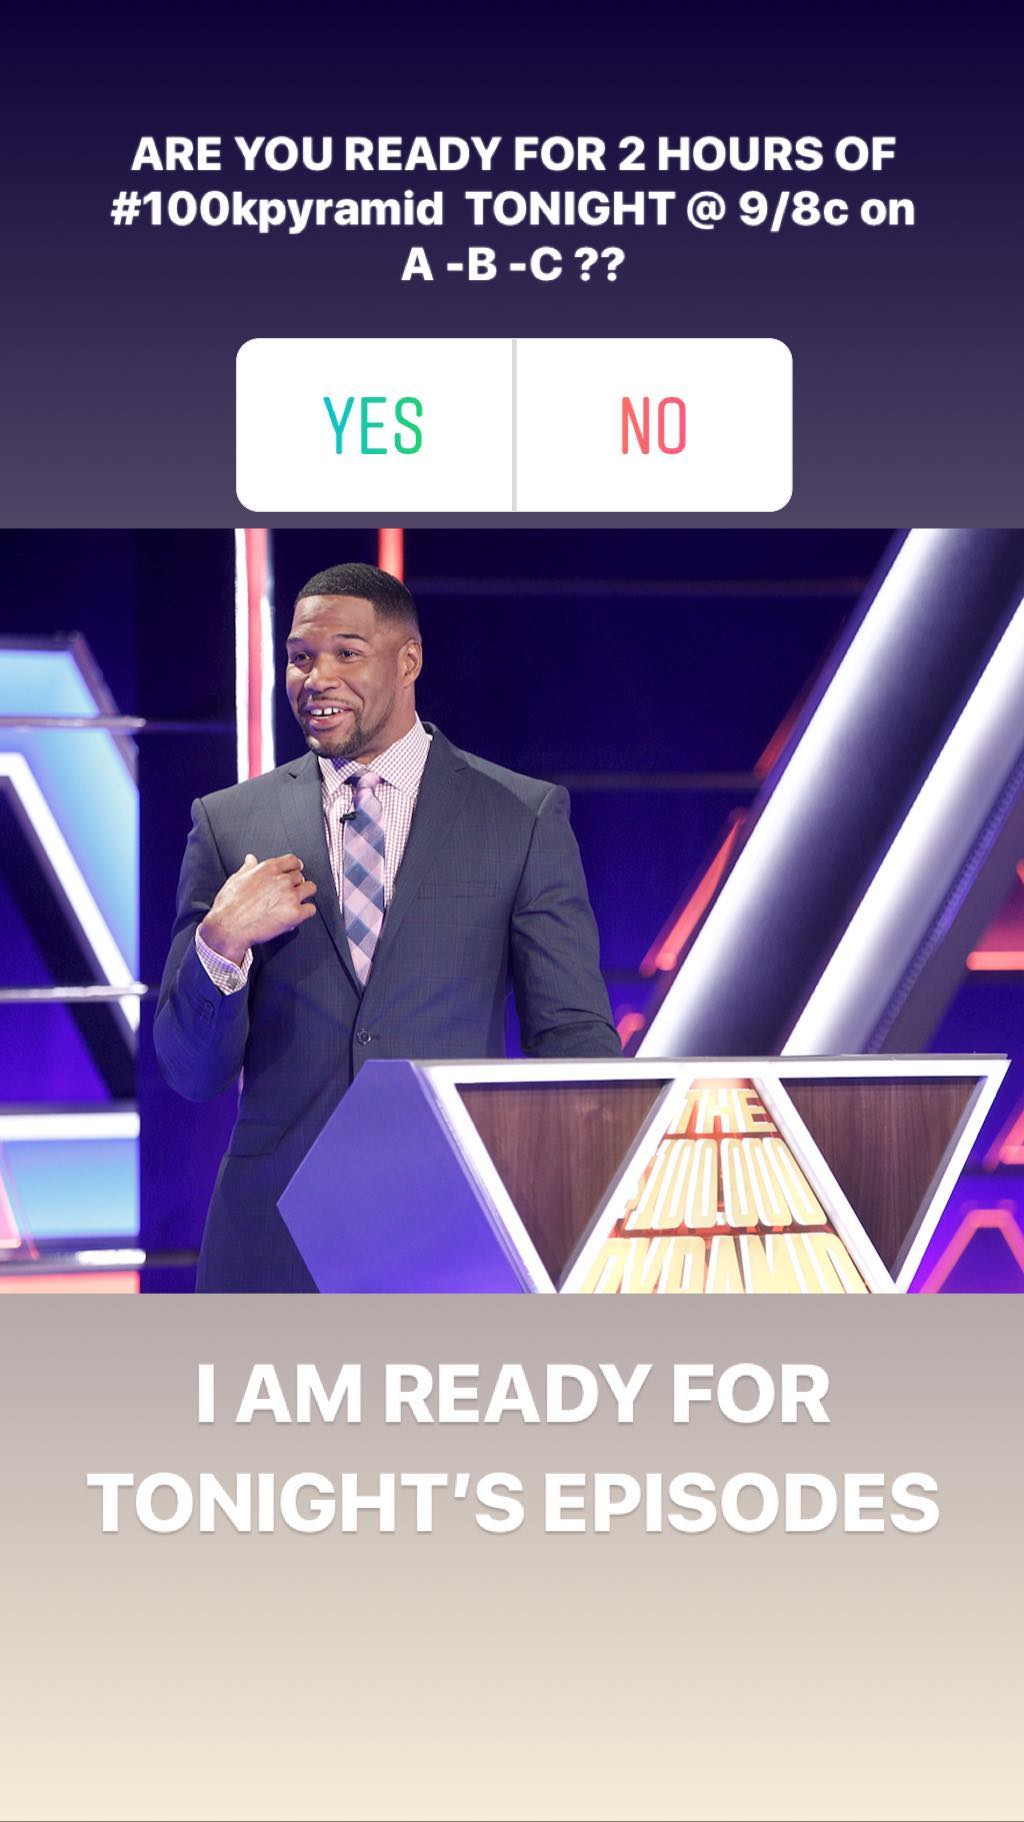 ARE YOU READY FOR 2 HOURS OF
#100kpyramid TONIGHT @ 9/8c on
A -B -C ??
YES
NO
THE
$100,000
PYRAMID
I AM READY FOR
TONIGHT'S EPISODES